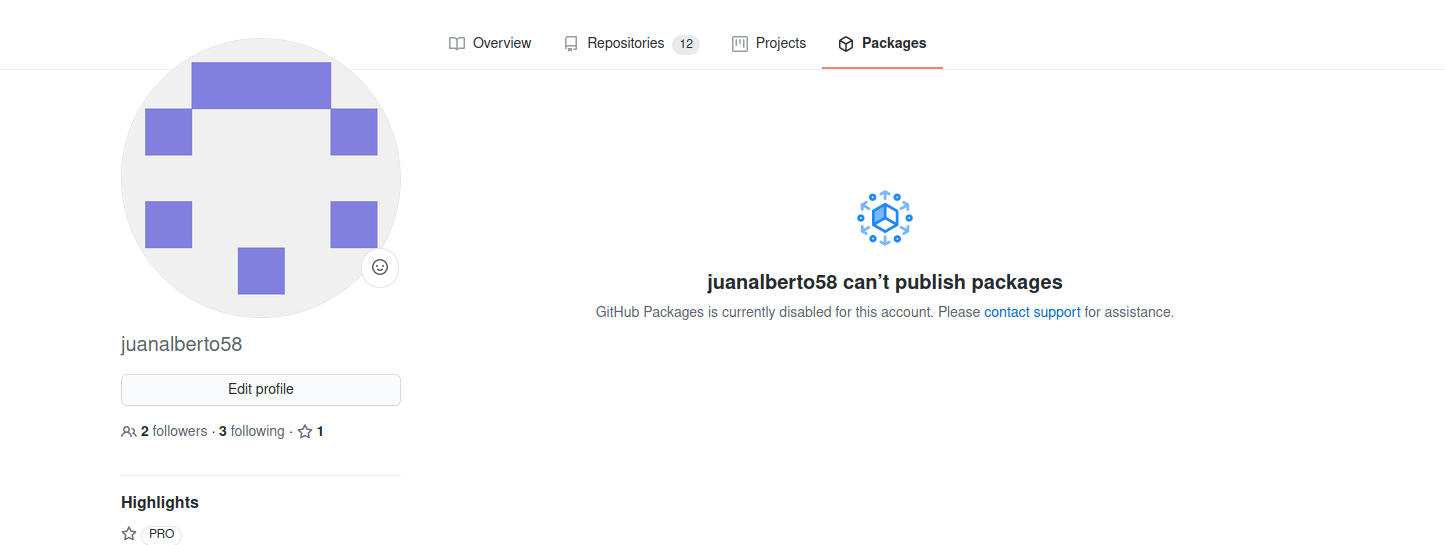 Overview Repositories 12 Projects Packages
juanalberto58 can’t publish packages
GitHub Packages is currently disabled for this account. Please contact support for assistance.
juanalberto58
Edit profile
2 followers · 3 following · 1
Highlights
PRO